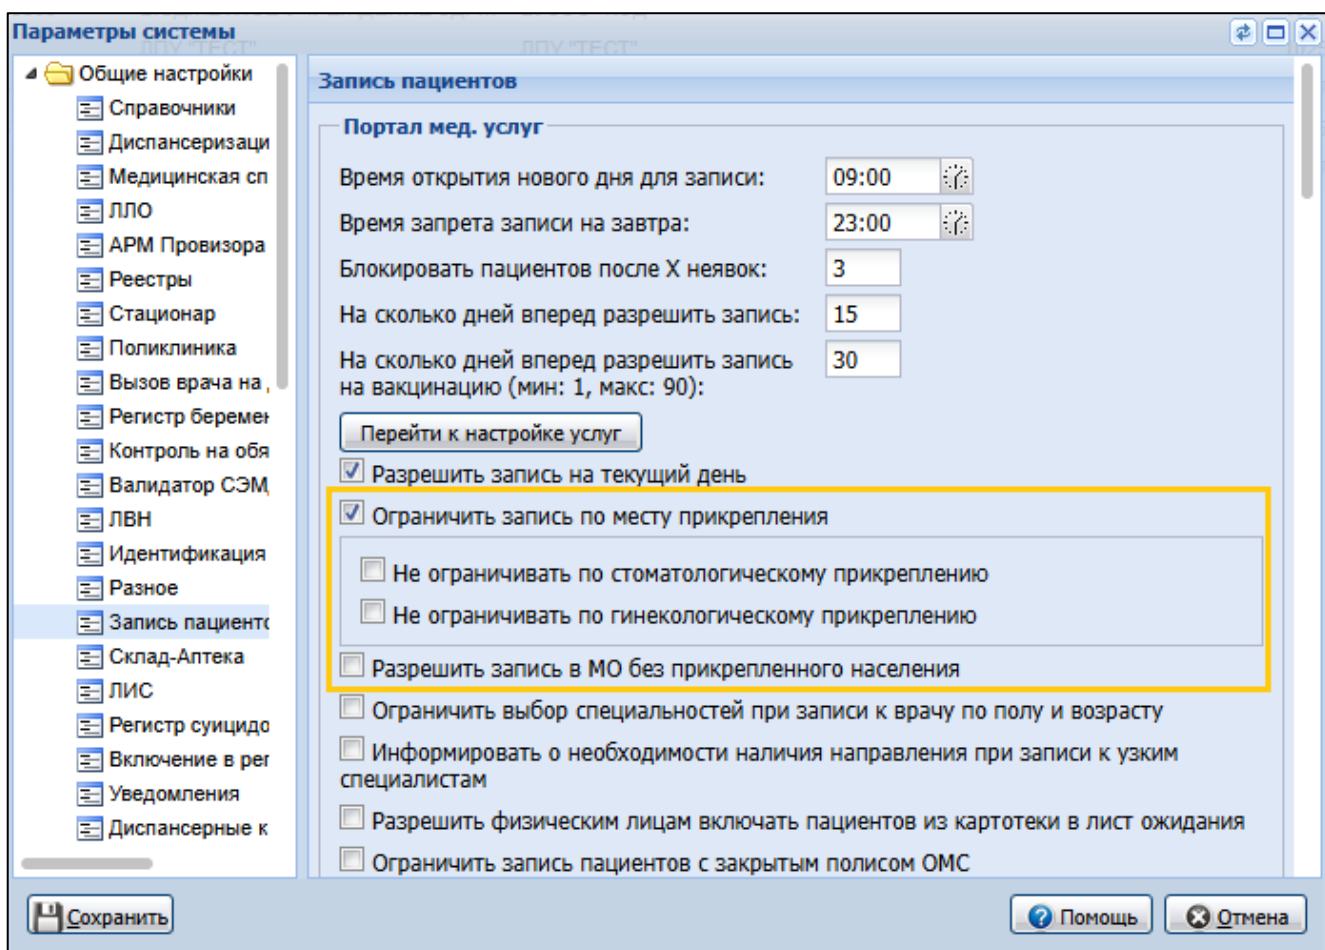 Параметры системы
ЛПУ "ТЕСТ"
ЛПУ "ТЕСТ"
Общие настройки
Справочники
Диспансеризаци
Медицинская сп
ЛЛО
АРМ Провизора
Реестры
Стационар
Поликлиника
Вызов врача на
Регистр беремен
Контроль на обя
Валидатор СЭМ
ЛВН
Идентификация
Разное
Запись пациенто
Склад-Аптека
ЛИС
Регистр суицидо
Включение в рег
Уведомления
Диспансерные к
Запись пациентов
Портал мед. услуг
Время открытия нового дня для записи: 09:00
Время запрета записи на завтра: 23:00
Блокировать пациентов после X неявок: 3
На сколько дней вперед разрешить запись: 15
На сколько дней вперед разрешить запись 30
на вакцинацию (мин: 1, макс: 90):
Перейти к настройке услуг
Разрешить запись на текущий день
Ограничить запись по месту прикрепления
Не ограничивать по стоматологическому прикреплению
Не ограничивать по гинекологическому прикреплению
Разрешить запись в МО без прикрепленного населения
Ограничить выбор специальностей при записи к врачу по полу и возрасту
Информировать о необходимости наличия направления при записи к узким
специалистам
Разрешить физическим лицам включать пациентов из картотеки в лист ожидания
Ограничить запись пациентов с закрытым полисом ОМС
Сохранить
Помощь
Отмена